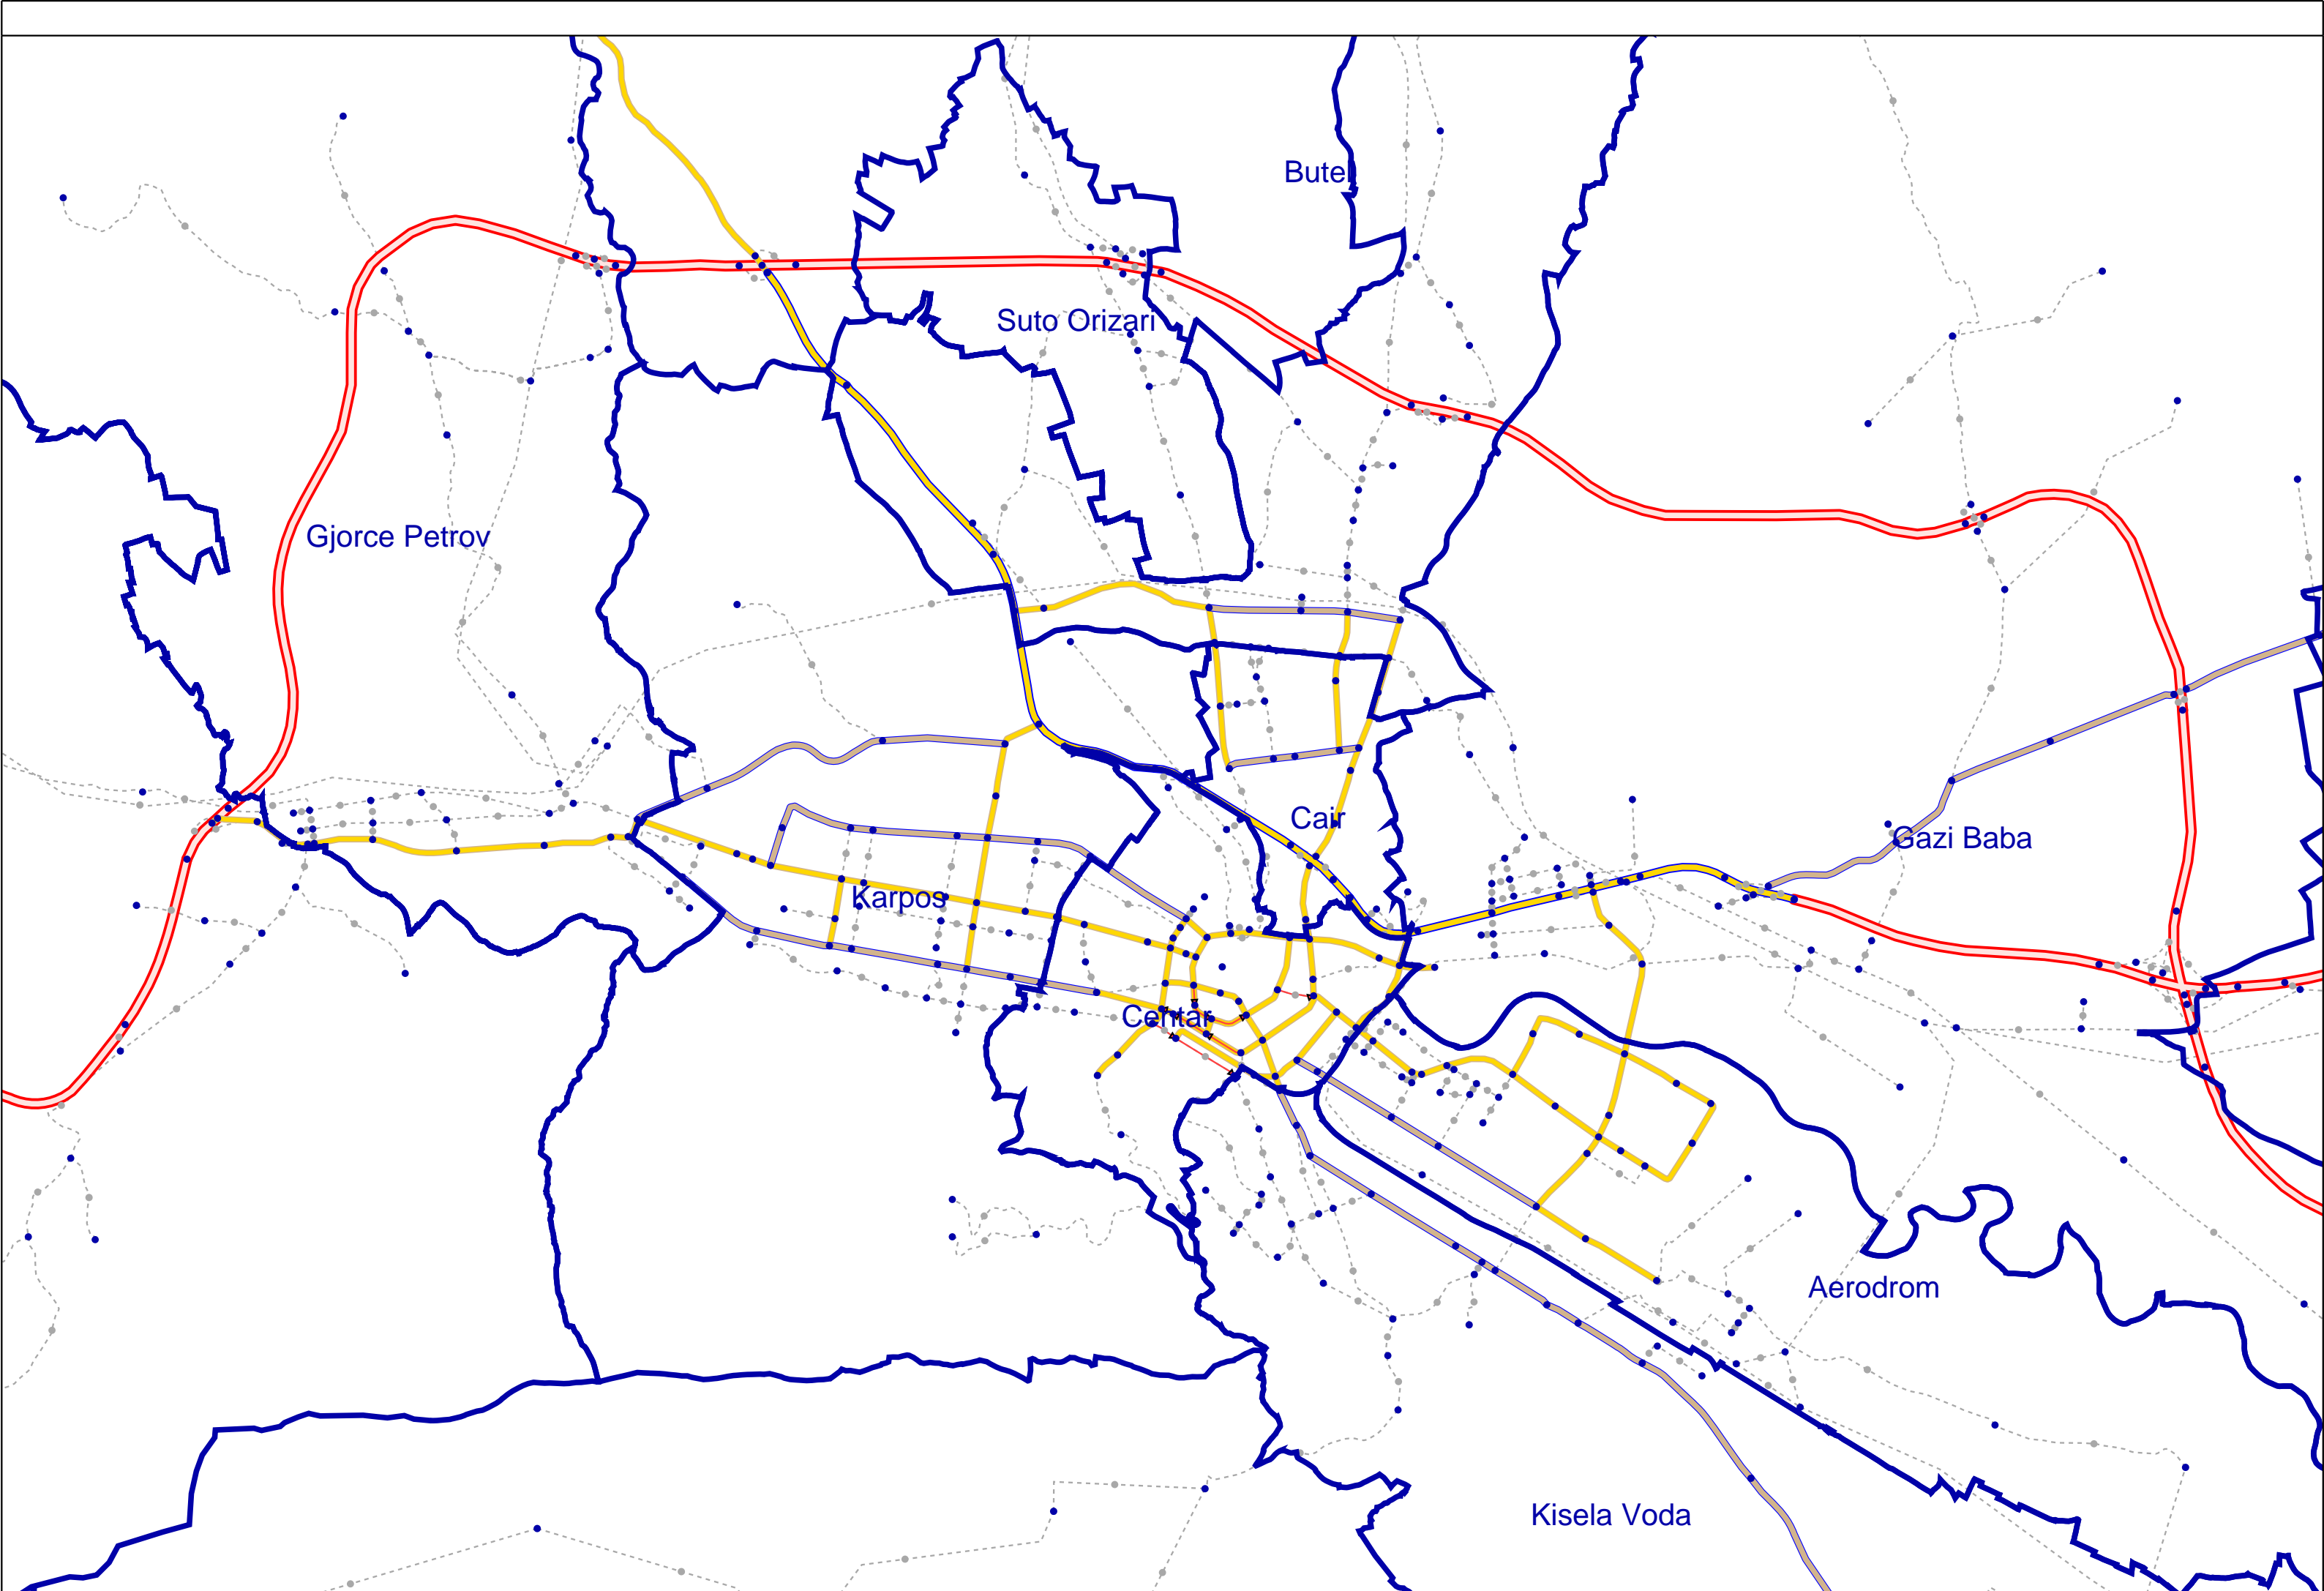 Butel
Suto Orizari
Gjorce Petrov
Cair
Gazi Baba
Karpos
Centar
Aerodrom
Kisela Voda